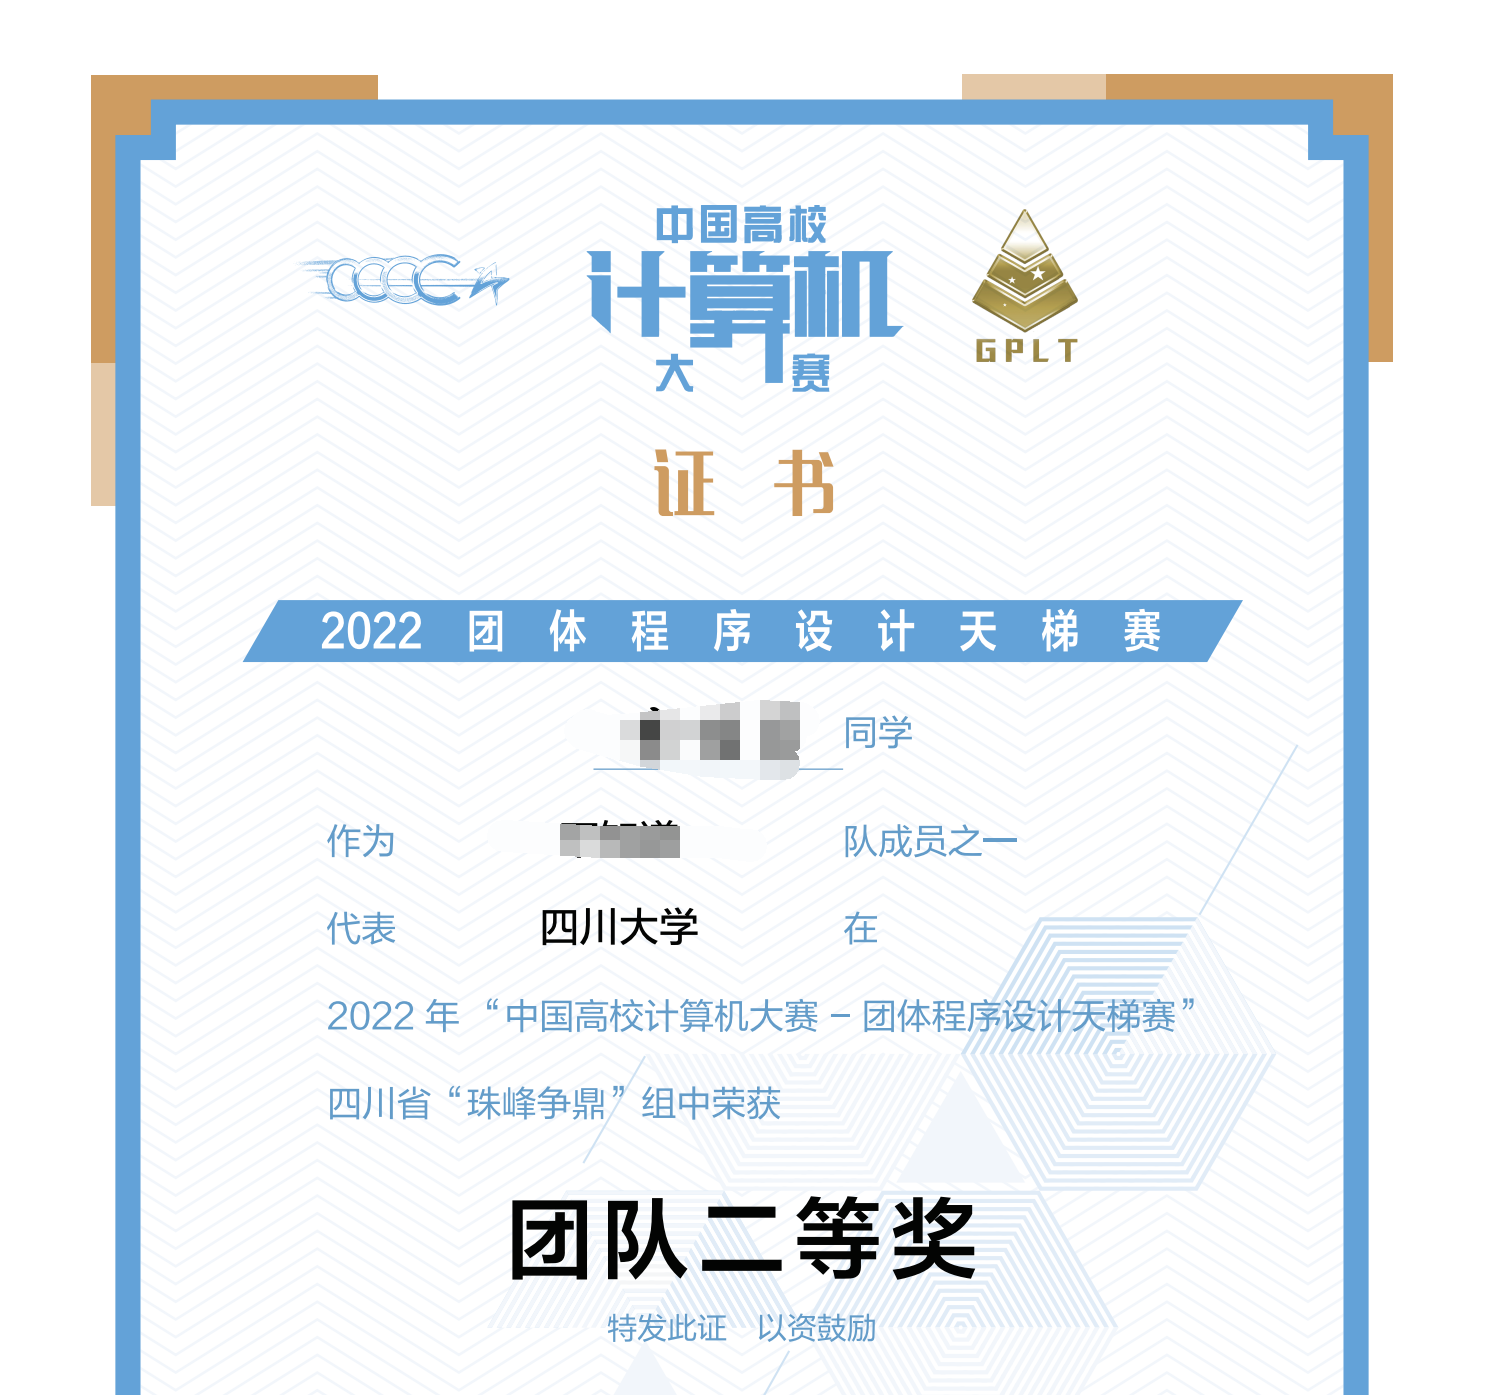 中国高校
计算机
大赛
GPLT
证书
2022 团体程序设计天梯赛
同学
作为 队成员之一
代表 四川大学 在
2022 年“中国高校计算机大赛 – 团体程序设计天梯赛”
四川省“珠峰争鼎”组中荣获
团队二等奖
特发此证 以资鼓励